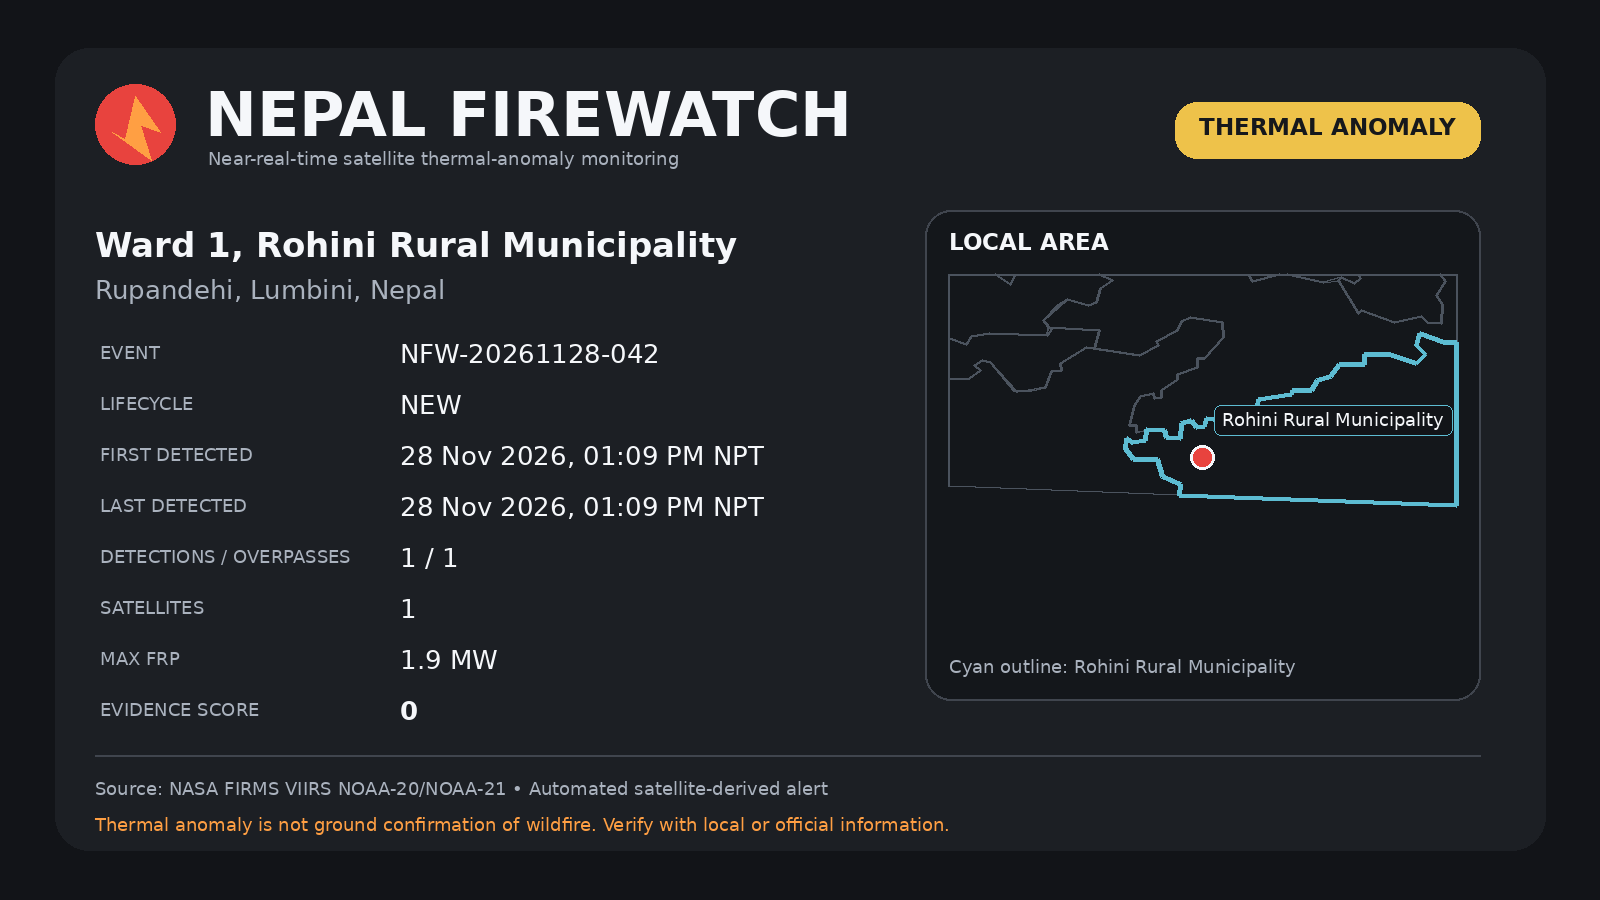 NEPAL FIREWATCH
Near-real-time satellite thermal-anomaly monitoring
THERMAL ANOMALY
Ward 1, Rohini Rural Municipality
Rupandehi, Lumbini, Nepal
EVENT NFW-20261128-042
LIFECYCLE NEW
FIRST DETECTED 28 Nov 2026, 01:09 PM NPT
LAST DETECTED 28 Nov 2026, 01:09 PM NPT
DETECTIONS / OVERPASSES 1 / 1
SATELLITES 1
MAX FRP 1.9 MW
EVIDENCE SCORE 0
LOCAL AREA
Rohini Rural Municipality
Cyan outline: Rohini Rural Municipality
Source: NASA FIRMS VIIRS NOAA-20/NOAA-21 • Automated satellite-derived alert
Thermal anomaly is not ground confirmation of wildfire. Verify with local or official information.